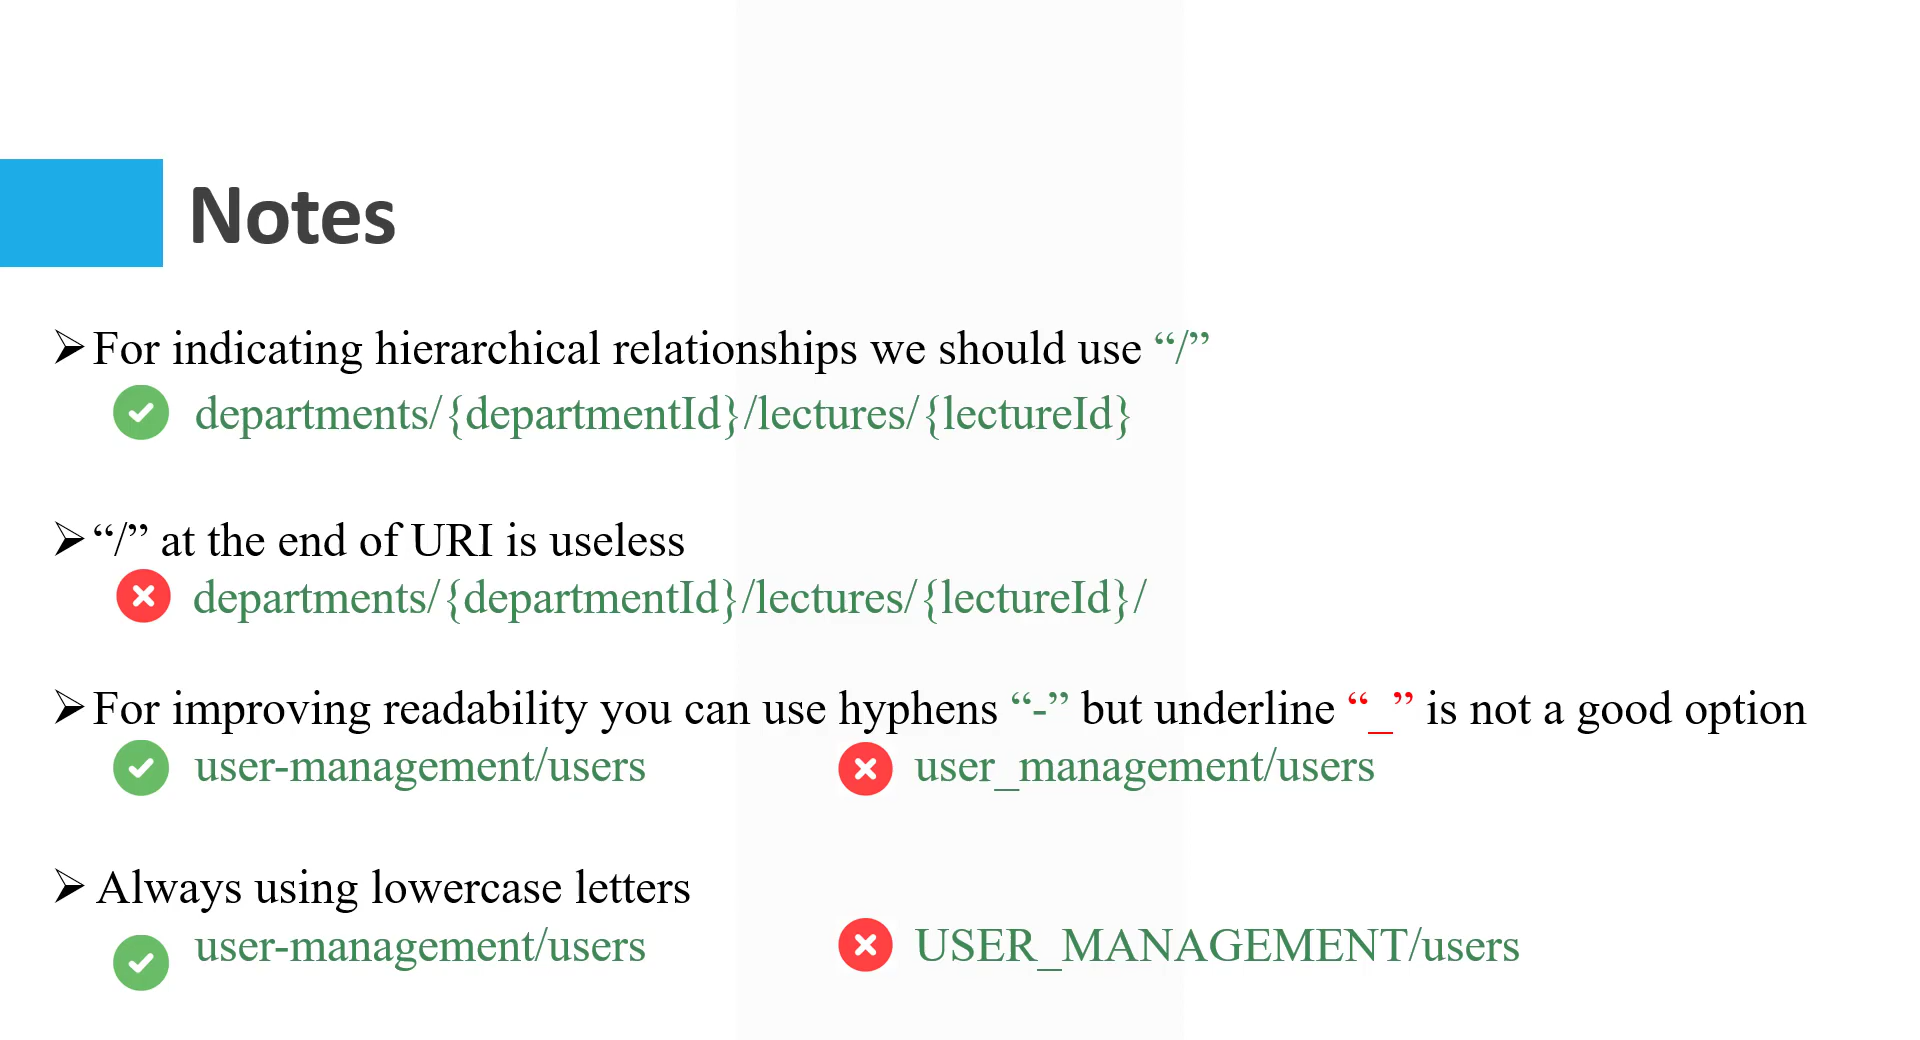 Notes
For indicating hierarchical relationships we should use “/”
departments/{departmentId}/lectures/{lectureId}
“/” at the end of URI is useless
departments/{departmentId}/lectures/{lectureId}/
For improving readability you can use hyphens “-” but underline “_” is not a good option
user-management/users
user_management/users
Always using lowercase letters
user-management/users
USER_MANAGEMENT/users